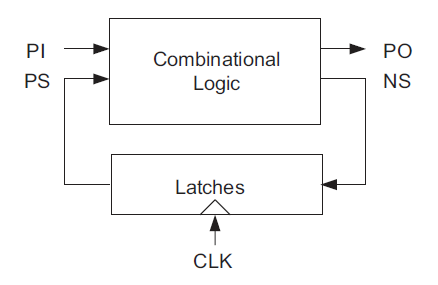 PI
PS
Combinational
Logic
PO
NS
Latches
CLK